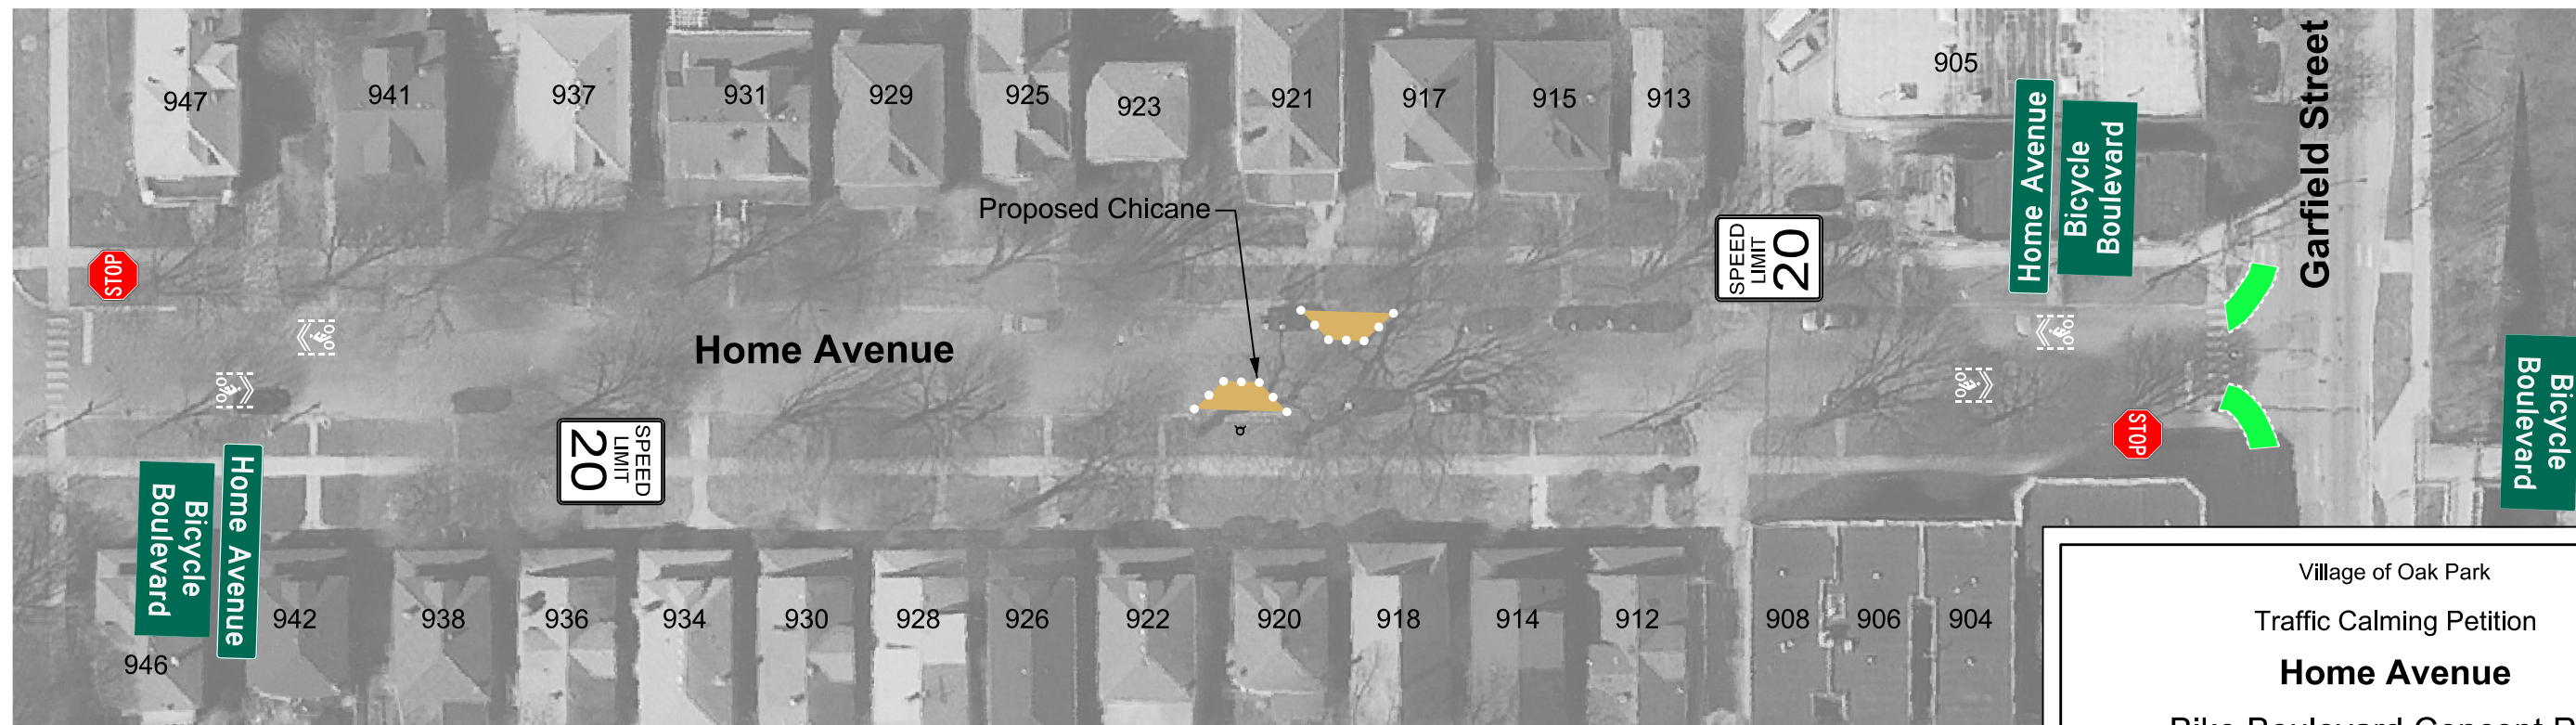 947
941
937
931
929
925
923
921
917
915
913
905
Garfield Street
Home Avenue
Bicycle
Boulevard
Proposed Chicane
SPEED
LIMIT
20
STOP
Home Avenue
SPEED
LIMIT
20
STOP
Bicycle
Boulevard
Home Avenue
Bicycle
Boulevard
946
942
938
936
934
930
928
926
922
920
918
914
912
908
906
904
Village of Oak Park
Traffic Calming Petition
Home Avenue
Bike Boulevard Concept